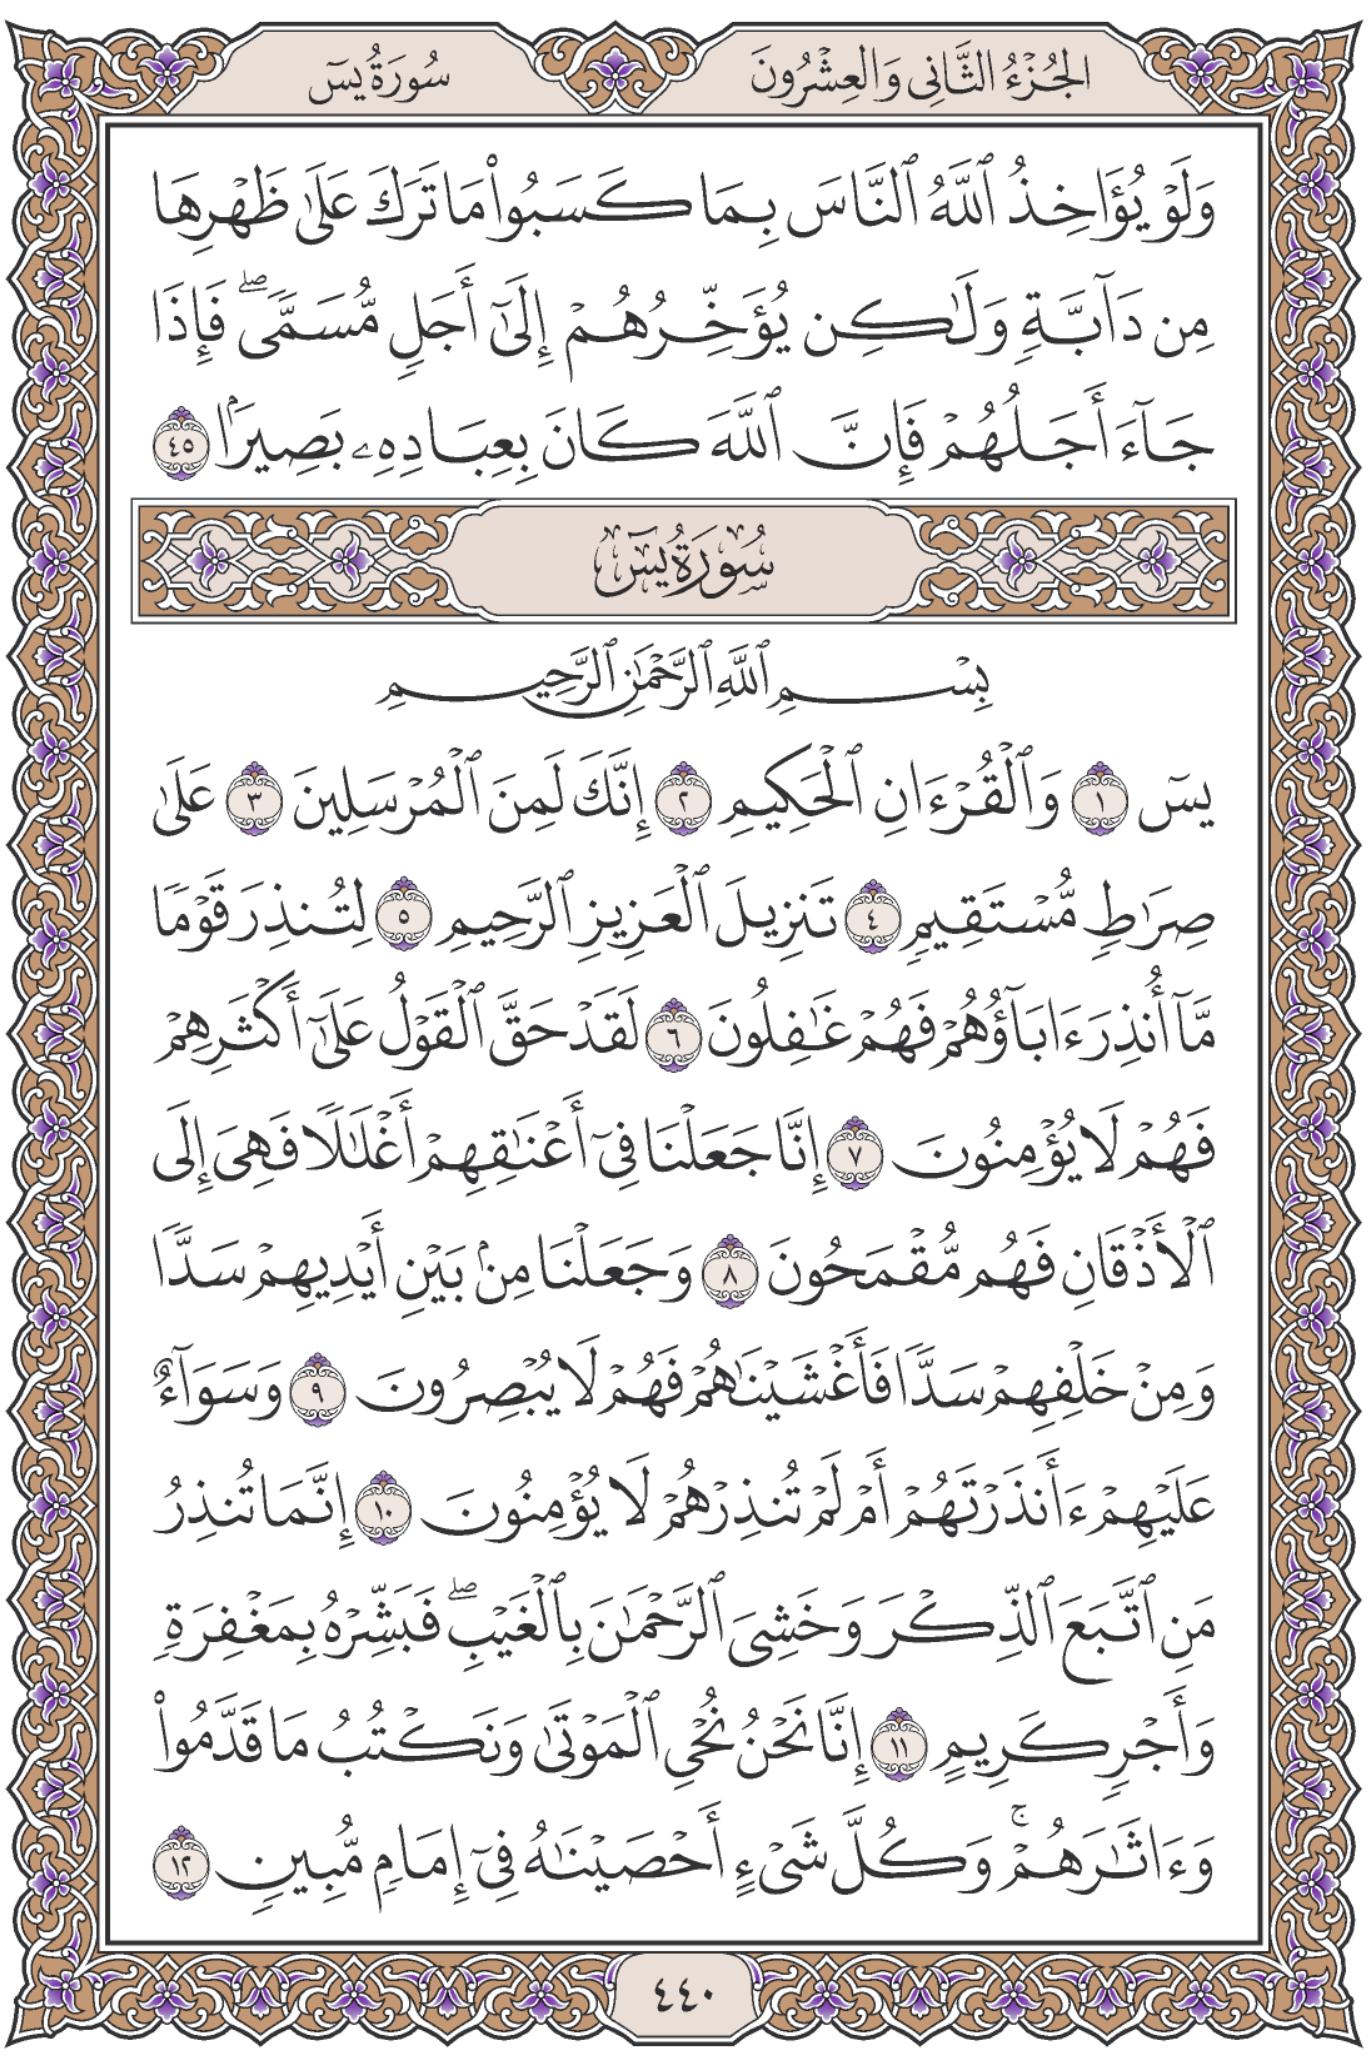 الجُزْءُ الثَّانِي وَالعِشْرُونَ
سُورَةُ يسٓ
وَلَوْ يُؤَاخِذُ ٱللَّهُ ٱلنَّاسَ بِمَا كَسَبُوا۟ مَا تَرَكَ عَلَىٰ ظَهْرِهَا
مِن دَآبَّةٍ وَلَـٰكِن يُؤَخِّرُهُمْ إِلَىٰٓ أَجَلٍ مُّسَمًّى ۖ فَإِذَا
جَآءَ أَجَلُهُمْ فَإِنَّ ٱللَّهَ كَانَ بِعِبَادِهِۦ بَصِيرًۢا ٤٥
سُورَةُ يسٓ
بِسْمِ ٱللَّهِ ٱلرَّحْمَـٰنِ ٱلرَّحِيمِ
يسٓ ١ وَٱلْقُرْءَانِ ٱلْحَكِيمِ ٢ إِنَّكَ لَمِنَ ٱلْمُرْسَلِينَ ٣ عَلَىٰ
صِرَٰطٍ مُّسْتَقِيمٍ ٤ تَنزِيلَ ٱلْعَزِيزِ ٱلرَّحِيمِ ٥ لِتُنذِرَ قَوْمًا
مَّآ أُنذِرَ ءَابَآؤُهُمْ فَهُمْ غَـٰفِلُونَ ٦ لَقَدْ حَقَّ ٱلْقَوْلُ عَلَىٰٓ أَكْثَرِهِمْ
فَهُمْ لَا يُؤْمِنُونَ ٧ إِنَّا جَعَلْنَا فِىٓ أَعْنَـٰقِهِمْ أَغْلَـٰلًا فَهِىَ إِلَى
ٱلْأَذْقَانِ فَهُم مُّقْمَحُونَ ٨ وَجَعَلْنَا مِنۢ بَيْنِ أَيْدِيهِمْ سَدًّا
وَمِنْ خَلْفِهِمْ سَدًّا فَأَغْشَيْنَـٰهُمْ فَهُمْ لَا يُبْصِرُونَ ٩ وَسَوَآءٌ
عَلَيْهِمْ ءَأَنذَرْتَهُمْ أَمْ لَمْ تُنذِرْهُمْ لَا يُؤْمِنُونَ ١٠ إِنَّمَا تُنذِرُ
مَنِ ٱتَّبَعَ ٱلذِّكْرَ وَخَشِىَ ٱلرَّحْمَـٰنَ بِٱلْغَيْبِ ۖ فَبَشِّرْهُ بِمَغْفِرَةٍ
وَأَجْرٍ كَرِيمٍ ١١ إِنَّا نَحْنُ نُحْىِ ٱلْمَوْتَىٰ وَنَكْتُبُ مَا قَدَّمُوا۟
وَءَاثَـٰرَهُمْ ۚ وَكُلَّ شَىْءٍ أَحْصَيْنَـٰهُ فِىٓ إِمَامٍ مُّبِينٍ ١٢
٤٤٠